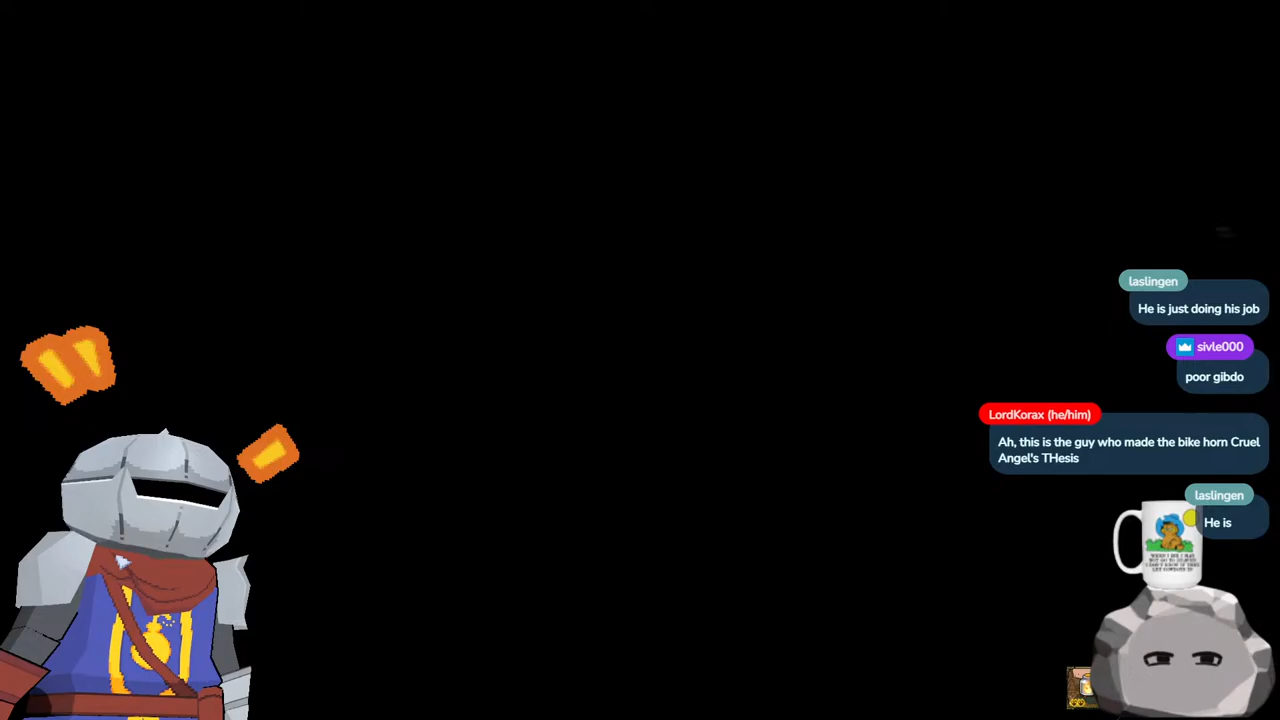 laslingen
He is just doing his job
sivle000
poor gibdo
LordKorax (he/him)
Ah, this is the guy who made the bike horn Cruel
Angel's THesis
laslingen
He is